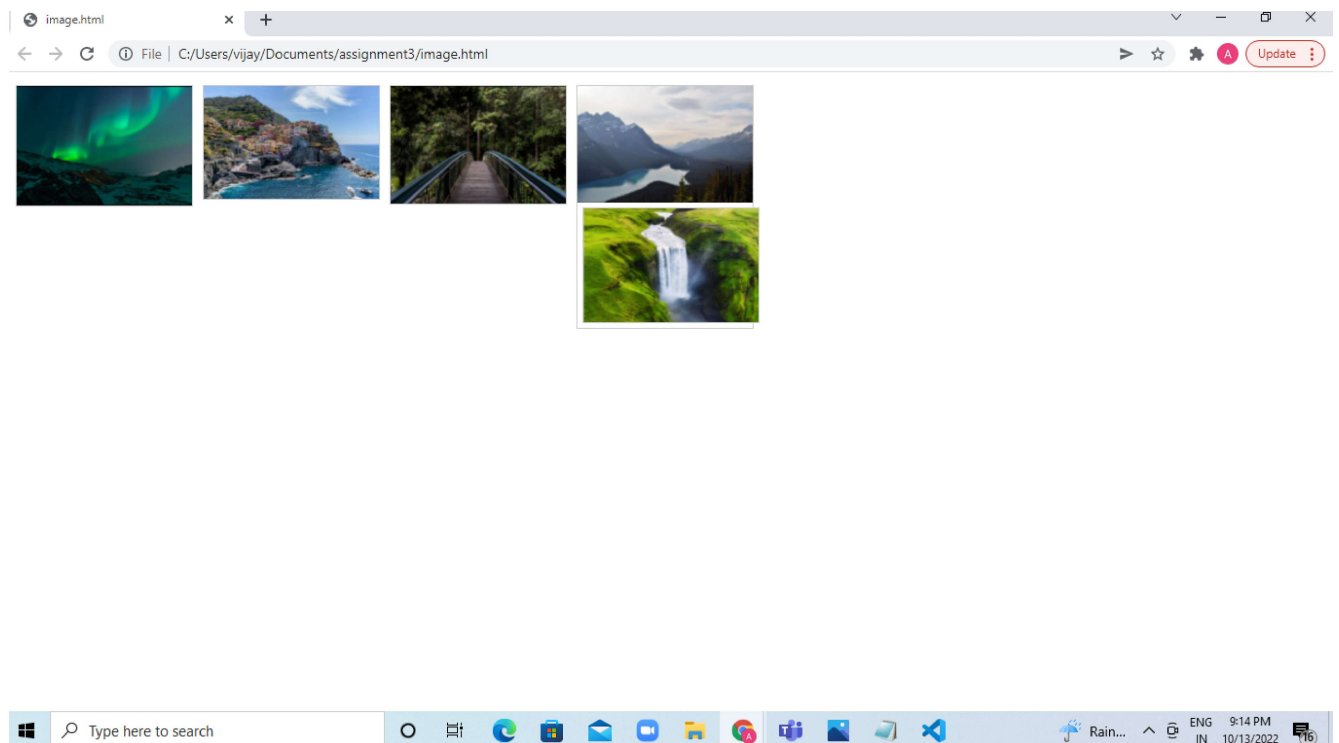 image.html
File | C:/Users/vijay/Documents/assignment3/image.html
A
Update
Type here to search
A
Rain...
ENG
IN
9:14 PM
10/13/2022
16